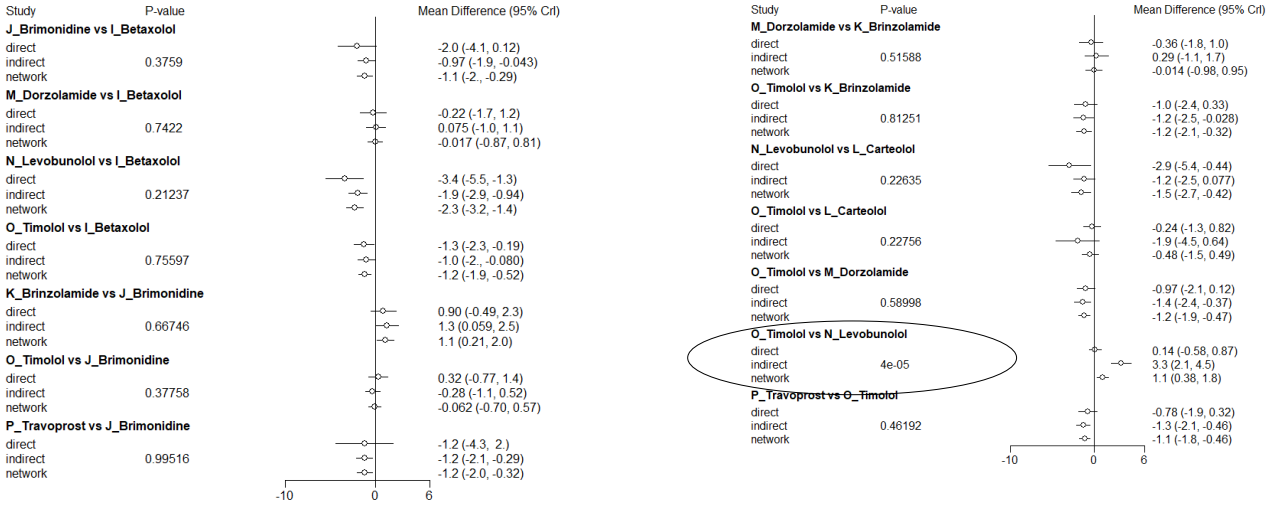 Study P-value Mean Difference (95% CrI)
J_Brimonidine vs I_Betaxolol
direct -2.0 (-4.1, 0.12)
indirect 0.3759 -0.97 (-1.9, -0.043)
network -1.1 (-2., -0.29)
M_Dorzolamide vs I_Betaxolol
direct -0.22 (-1.7, 1.2)
indirect 0.7422 0.075 (-1.0, 1.1)
network -0.017 (-0.87, 0.81)
N_Levobunolol vs I_Betaxolol
direct -3.4 (-5.5, -1.3)
indirect 0.21237 -1.9 (-2.9, -0.94)
network -2.3 (-3.2, -1.4)
O_Timolol vs I_Betaxolol
direct -1.3 (-2.3, -0.19)
indirect 0.75597 -1.0 (-2., -0.080)
network -1.2 (-1.9, -0.52)
K_Brinzolamide vs J_Brimonidine
direct 0.90 (-0.49, 2.3)
indirect 0.66746 1.3 (0.059, 2.5)
network 1.1 (0.21, 2.0)
O_Timolol vs J_Brimonidine
direct 0.32 (-0.77, 1.4)
indirect 0.37758 -0.28 (-1.1, 0.52)
network -0.062 (-0.70, 0.57)
P_Travoprost vs J_Brimonidine
direct -1.2 (-4.3, 2.)
indirect 0.99516 -1.2 (-2.1, -0.29)
network -1.2 (-2.0, -0.32)
-10 0 6
Study P-value Mean Difference (95% CrI)
M_Dorzolamide vs K_Brinzolamide
direct -0.36 (-1.8, 1.0)
indirect 0.51588 0.29 (-1.1, 1.7)
network -0.014 (-0.98, 0.95)
O_Timolol vs K_Brinzolamide
direct -1.0 (-2.4, 0.33)
indirect 0.81251 -1.2 (-2.5, -0.028)
network -1.2 (-2.1, -0.32)
N_Levobunolol vs L_Carteolol
direct -2.9 (-5.4, -0.44)
indirect 0.22635 -1.2 (-2.5, 0.077)
network -1.5 (-2.7, -0.42)
O_Timolol vs L_Carteolol
direct -0.24 (-1.3, 0.82)
indirect 0.22756 -1.9 (-4.5, 0.64)
network -0.48 (-1.5, 0.49)
O_Timolol vs M_Dorzolamide
direct -0.97 (-2.1, 0.12)
indirect 0.58998 -1.4 (-2.4, -0.37)
network -1.2 (-1.9, -0.47)
O_Timolol vs N_Levobunolol
direct 0.14 (-0.58, 0.87)
indirect 4e-05 3.3 (2.1, 4.5)
network 1.1 (0.38, 1.8)
P_Travoprost vs O_Timolol
direct -0.78 (-1.9, 0.32)
indirect 0.46192 -1.3 (-2.1, -0.46)
network -1.1 (-1.8, -0.46)
-10 0 6